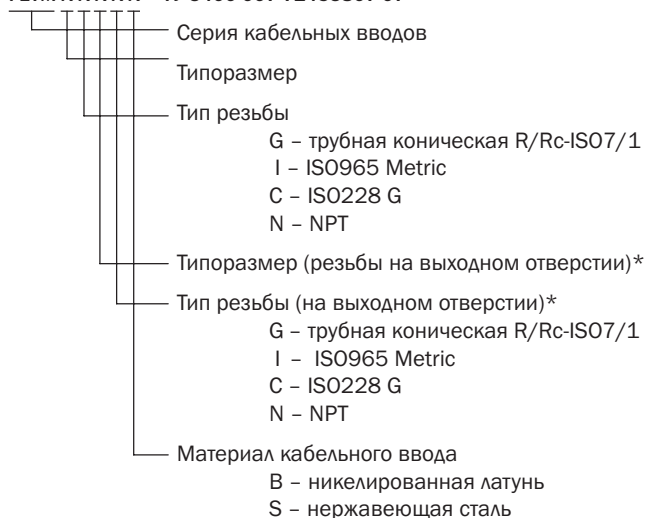 Серия кабельных вводов
Типоразмер
Тип резьбы
G – трубная коническая R/Rc-ISO7/1
I – ISO965 Metric
C – ISO228 G
N – NPT
Типоразмер (резьбы на выходном отверстии)*
Тип резьбы (на выходном отверстии)*
G – трубная коническая R/Rc-ISO7/1
I – ISO965 Metric
C – ISO228 G
N – NPT
Материал кабельного ввода
B – никелированная латунь
S – нержавеющая сталь